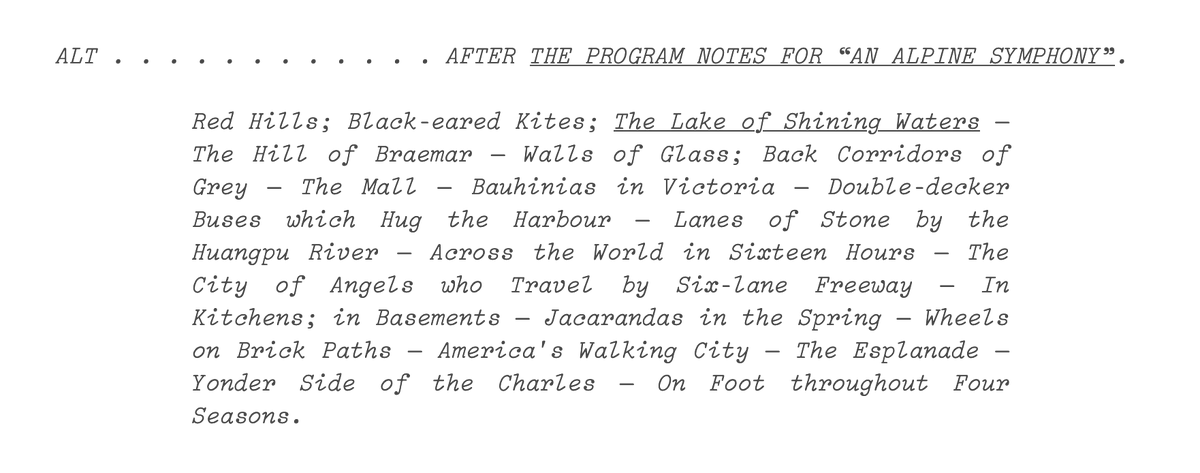 ALT . . . . . . . . . . . . AFTER THE PROGRAM NOTES FOR “AN ALPINE SYMPHONY”.
Red Hills; Black-eared Kites; The Lake of Shining Waters —
The Hill of Braemar — Walls of Glass; Back Corridors of
Grey — The Mall — Bauhinias in Victoria — Double-decker
Buses which Hug the Harbour — Lanes of Stone by the
Huangpu River — Across the World in Sixteen Hours — The
City of Angels who Travel by Six-lane Freeway — In
Kitchens; in Basements — Jacarandas in the Spring — Wheels
on Brick Paths — America's Walking City — The Esplanade —
Yonder Side of the Charles — On Foot throughout Four
Seasons.